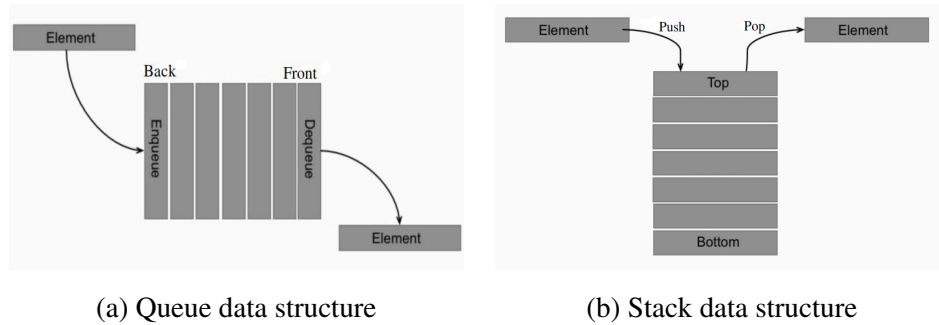 Element
Back
Front
Enqueue
Dequeue
Element
(a) Queue data structure
Element
Push
Pop
Element
Top
Bottom
(b) Stack data structure